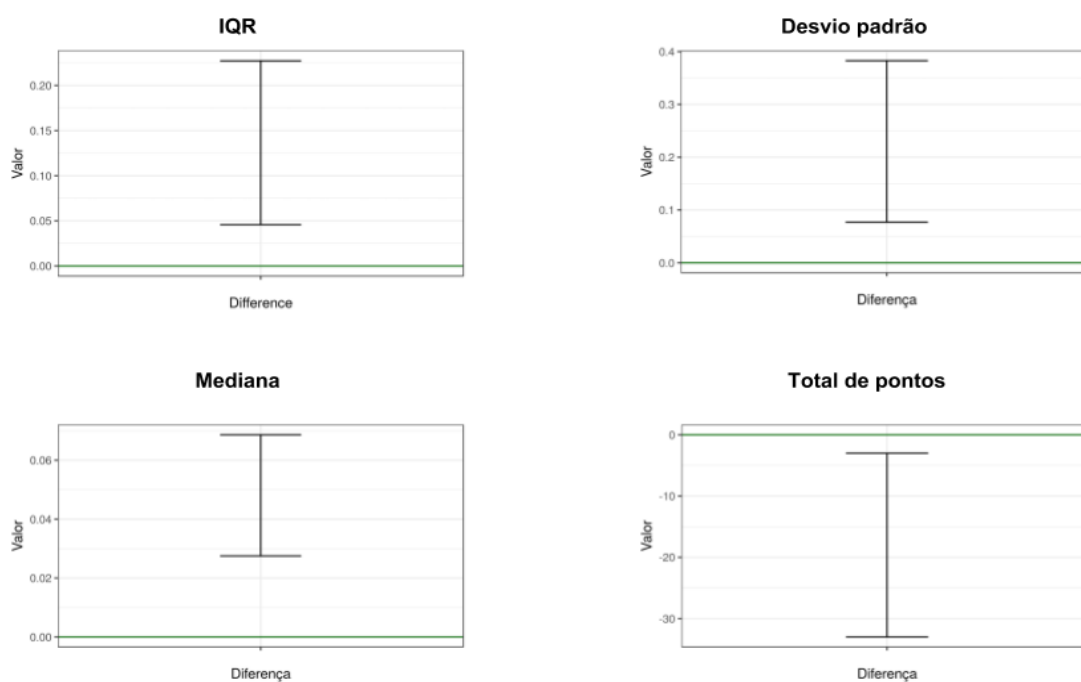 IQR
0.20
0.15
0.10
0.05
0.00
Valor
Difference
Desvio padrão
0.4
0.3
0.2
0.1
0.0
Valor
Diferença
Mediana
0.06
0.04
0.02
0.00
Valor
Diferença
Total de pontos
0
-10
-20
-30
Valor
Diferença